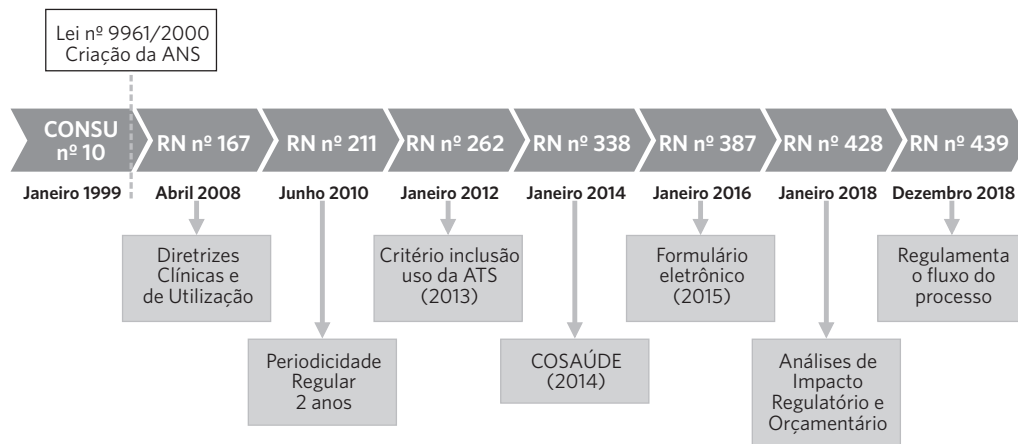 Lei nº 9961/2000
Criação da ANS
CONSU
nº 10
RN nº 167
RN nº 211
RN nº 262
RN nº 338
RN nº 387
RN nº 428
RN nº 439
Janeiro 1999
Abril 2008
Junho 2010
Janeiro 2012
Janeiro 2014
Janeiro 2016
Janeiro 2018
Dezembro 2018
Diretrizes
Clínicas e
de Utilização
Critério inclusão
uso da ATS
(2013)
Formulário
eletrônico
(2015)
Regulamenta
o fluxo do
processo
Periodicidade
Regular
2 anos
COSAÚDE
(2014)
Análises de
Impacto
Regulatório e
Orçamentário